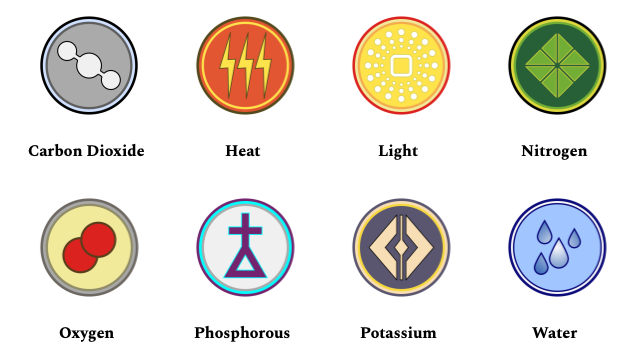 Carbon Dioxide
Heat
Light
Nitrogen
Oxygen
Phosphorous
Potassium
Water